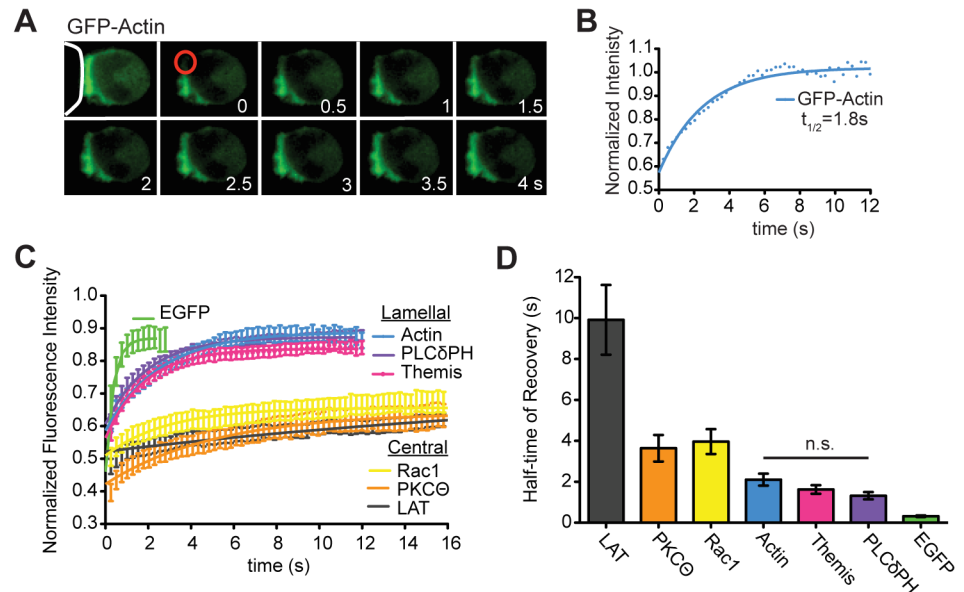 A
GFP-Actin
0
0.5
1
1.5
2
2.5
3
3.5
4 s
B
Normalized Intenisty
1.1
1.0
0.9
0.8
0.7
0.6
0.5
GFP-Actin
t1/2=1.8s
0 2 4 6 8 10 12
time (s)
C
Normalized Fluorescence Intensity
1.0
0.9
0.8
0.7
0.6
0.5
0.4
0.3
EGFP
Lamellal
Actin
PLCδPH
Themis
Central
Rac1
PKCΘ
LAT
0 2 4 6 8 10 12 14 16
time (s)
D
Half-time of Recovery (s)
12
10
8
6
4
2
0
n.s.
LAT
PKCΘ
Rac1
Actin
Themis
PLCδPH
EGFP